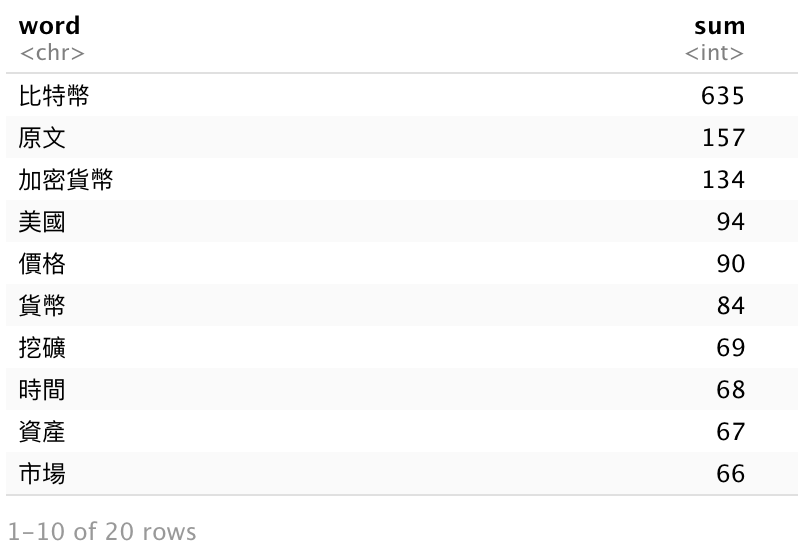 word sum
<chr> <int>
比特幣 635
原文 157
加密貨幣 134
美國 94
價格 90
貨幣 84
挖礦 69
時間 68
資產 67
市場 66
1-10 of 20 rows